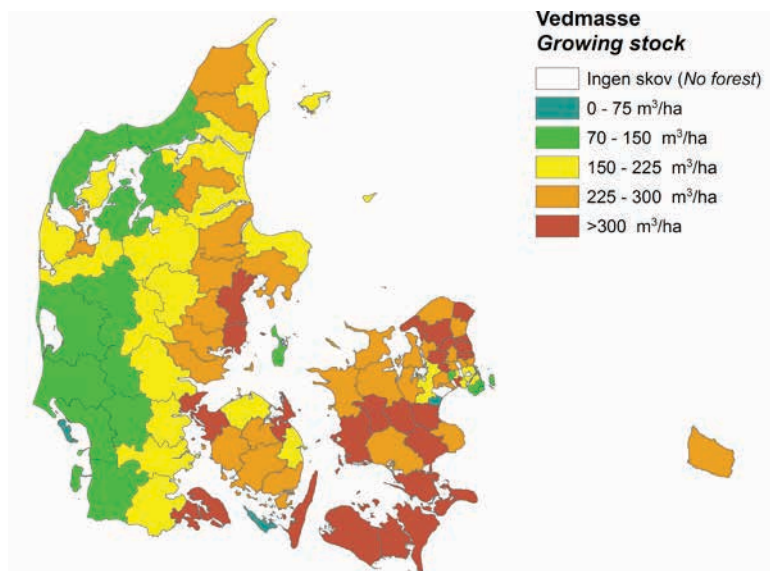 Vedmasse
Growing stock
Ingen skov (No forest)
0 - 75 m³/ha
70 - 150 m³/ha
150 - 225 m³/ha
225 - 300 m³/ha
>300 m³/ha